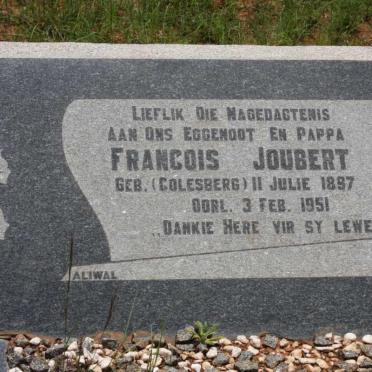 LIEFLIK DIE NAGEDAGTENIS
AAN ONS EGGENOOT EN PAPPA
FRANCOIS JOUBERT
GEB. (COLESBERG) 11 JULIE 1897
OORL. 3 FEB. 1951
„DANKIE HERE VIR SY LEWE
ALIWAL